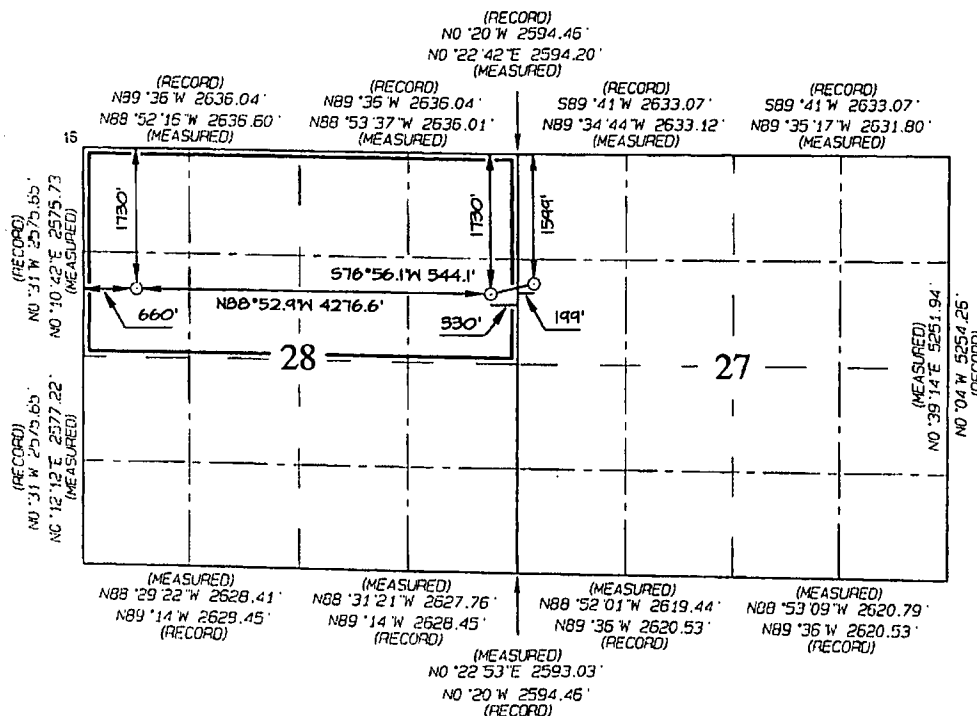 (RECORD)
N0°20'W 2594.46'
N0°22'42"E 2594.20'
(MEASURED)
(RECORD)
N89°36'W 2636.04'
N88°52'16"W 2636.60'
(MEASURED)
(RECORD)
N89°36'W 2636.04'
N88°53'37"W 2636.01'
(MEASURED)
(RECORD)
S89°41'W 2633.07'
N89°34'44"W 2633.12'
(MEASURED)
(RECORD)
S89°41'W 2633.07'
N89°35'17"W 2631.80'
(MEASURED)
(RECORD)
N0°31'W 2575.65'
N0°10'42"E 2575.73
(MEASURED)
1730'
1730'
1599'
S76°56.1'W 544.1'
N88°52.9'W 4276.6'
660'
330'
199'
28
27
(MEASURED)
N0°39'14"E 5251.94'
N0°04'W 5254.25'
(RECORD)
(RECORD)
N0°31'W 2575.65'
N0°12'12"E 2577.22'
(MEASURED)
(MEASURED)
N88°29'22"W 2628.41'
N89°14'W 2628.45'
(RECORD)
(MEASURED)
N88°31'21"W 2627.76'
N89°14'W 2628.45'
(RECORD)
(MEASURED)
N88°52'01"W 2619.44'
N89°36'W 2620.53'
(RECORD)
(MEASURED)
N88°53'09"W 2620.79'
N89°36'W 2620.53'
(RECORD)
(MEASURED)
N0°22'53"E 2593.03'
N0°20'W 2594.46'
(RECORD)